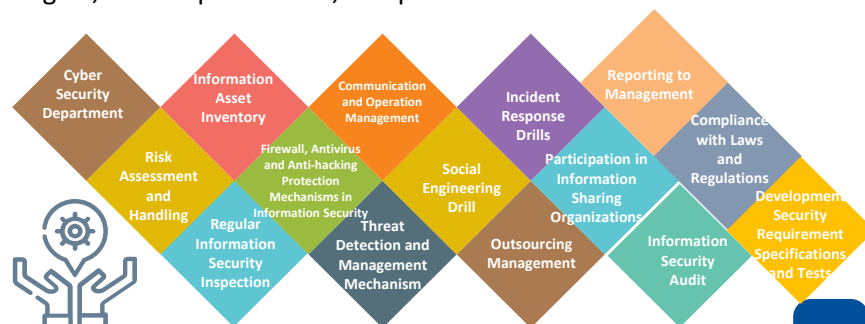 Cyber
Security
Department
Information
Asset
Inventory
Communication
and Operation
Management
Incident
Response
Drills
Reporting to
Management
Compliance
with Laws
and
Regulations
Risk
Assessment
and
Handling
Firewall, Antivirus
and Anti-hacking
Protection
Mechanisms in
Information Security
Social
Engineering
Drill
Participation in
Information
Sharing
Organizations
Development
Security
Requirement
Specifications
and Tests
Regular
Information
Security
Inspection
Threat
Detection and
Management
Mechanism
Outsourcing
Management
Information
Security
Audit